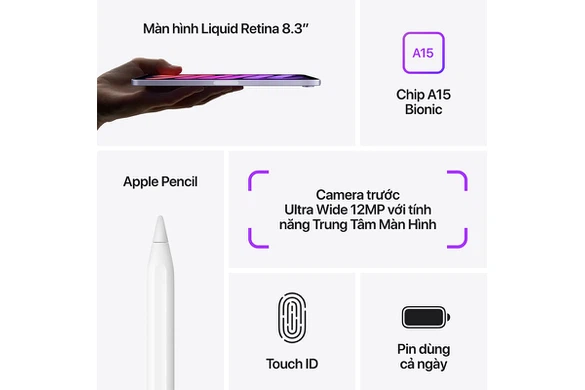 Màn hình Liquid Retina 8.3”
A15
Chip A15
Bionic
Apple Pencil
Camera trước
Ultra Wide 12MP với tính
năng Trung Tâm Màn Hình
Touch ID
Pin dùng
cả ngày